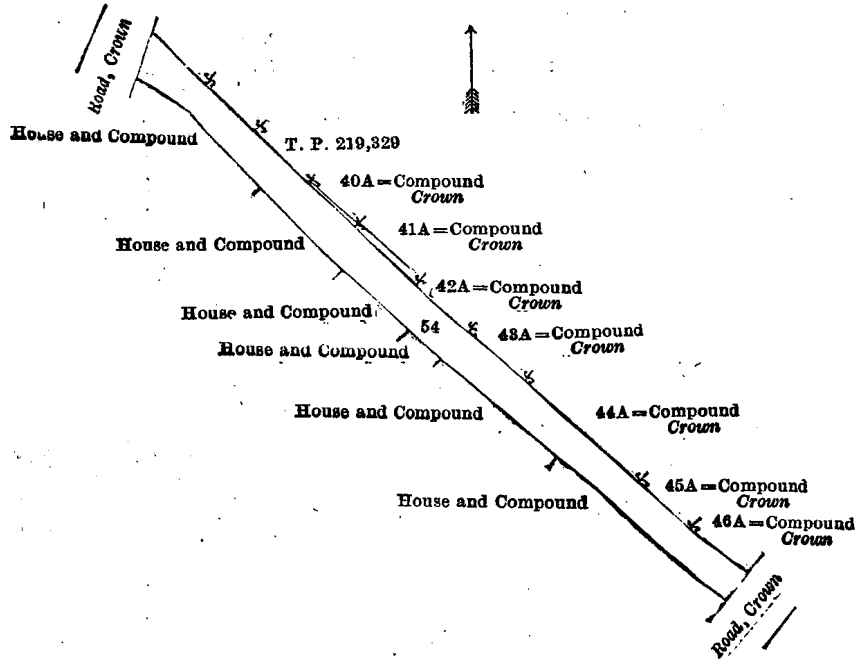 Road, Crown
House and Compound
T. P. 219,329
40A=Compound
Crown
41A=Compound
Crown
House and Compound
42A=Compound
Crown
House and Compound
54
43A=Compound
Crown
House and Compound
House and Compound
44A=Compound
Crown
House and Compound
45A=Compound
Crown
46A=Compound
Crown
Road, Crown